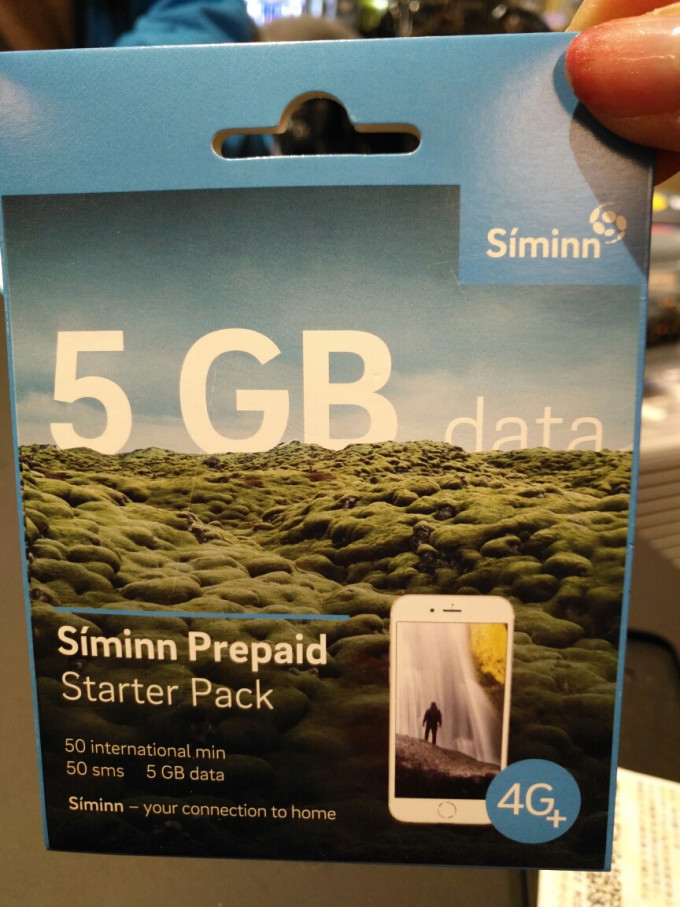 Síminn
5 GB data
Síminn Prepaid
Starter Pack
50 international min
50 sms 5 GB data
Síminn – your connection to home
4G+